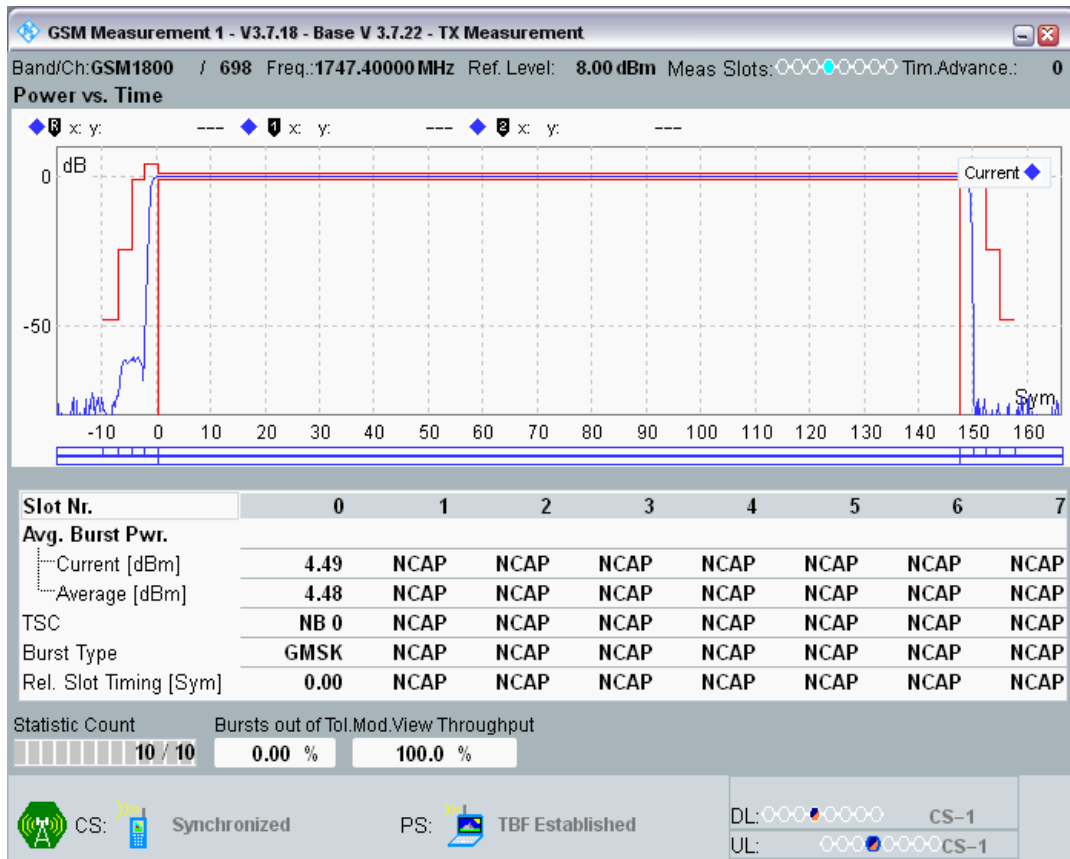 GSM Measurement 1 - V3.7.18 - Base V 3.7.22 - TX Measurement
Band/Ch:GSM1800 / 698 Freq.:1747.40000 MHz Ref. Level: 8.00 dBm Meas Slots: Tim.Advance.: 0
Power vs. Time
R x: y: --- 1 x: y: --- 2 x: y: ---
dB
Current
0
-50
Sym
-10 0 10 20 30 40 50 60 70 80 90 100 110 120 130 140 150 160
Slot Nr. 0 1 2 3 4 5 6 7
Avg. Burst Pwr.
Current [dBm] 4.49 NCAP NCAP NCAP NCAP NCAP NCAP NCAP
Average [dBm] 4.48 NCAP NCAP NCAP NCAP NCAP NCAP NCAP
TSC NB 0 NCAP NCAP NCAP NCAP NCAP NCAP NCAP
Burst Type GMSK NCAP NCAP NCAP NCAP NCAP NCAP NCAP
Rel. Slot Timing [Sym] 0.00 NCAP NCAP NCAP NCAP NCAP NCAP NCAP
Statistic Count Bursts out of Tol. Mod.View Throughput
10 / 10 0.00 % 100.0 %
CS: Synchronized PS: TBF Established
DL: CS-1
UL: CS-1